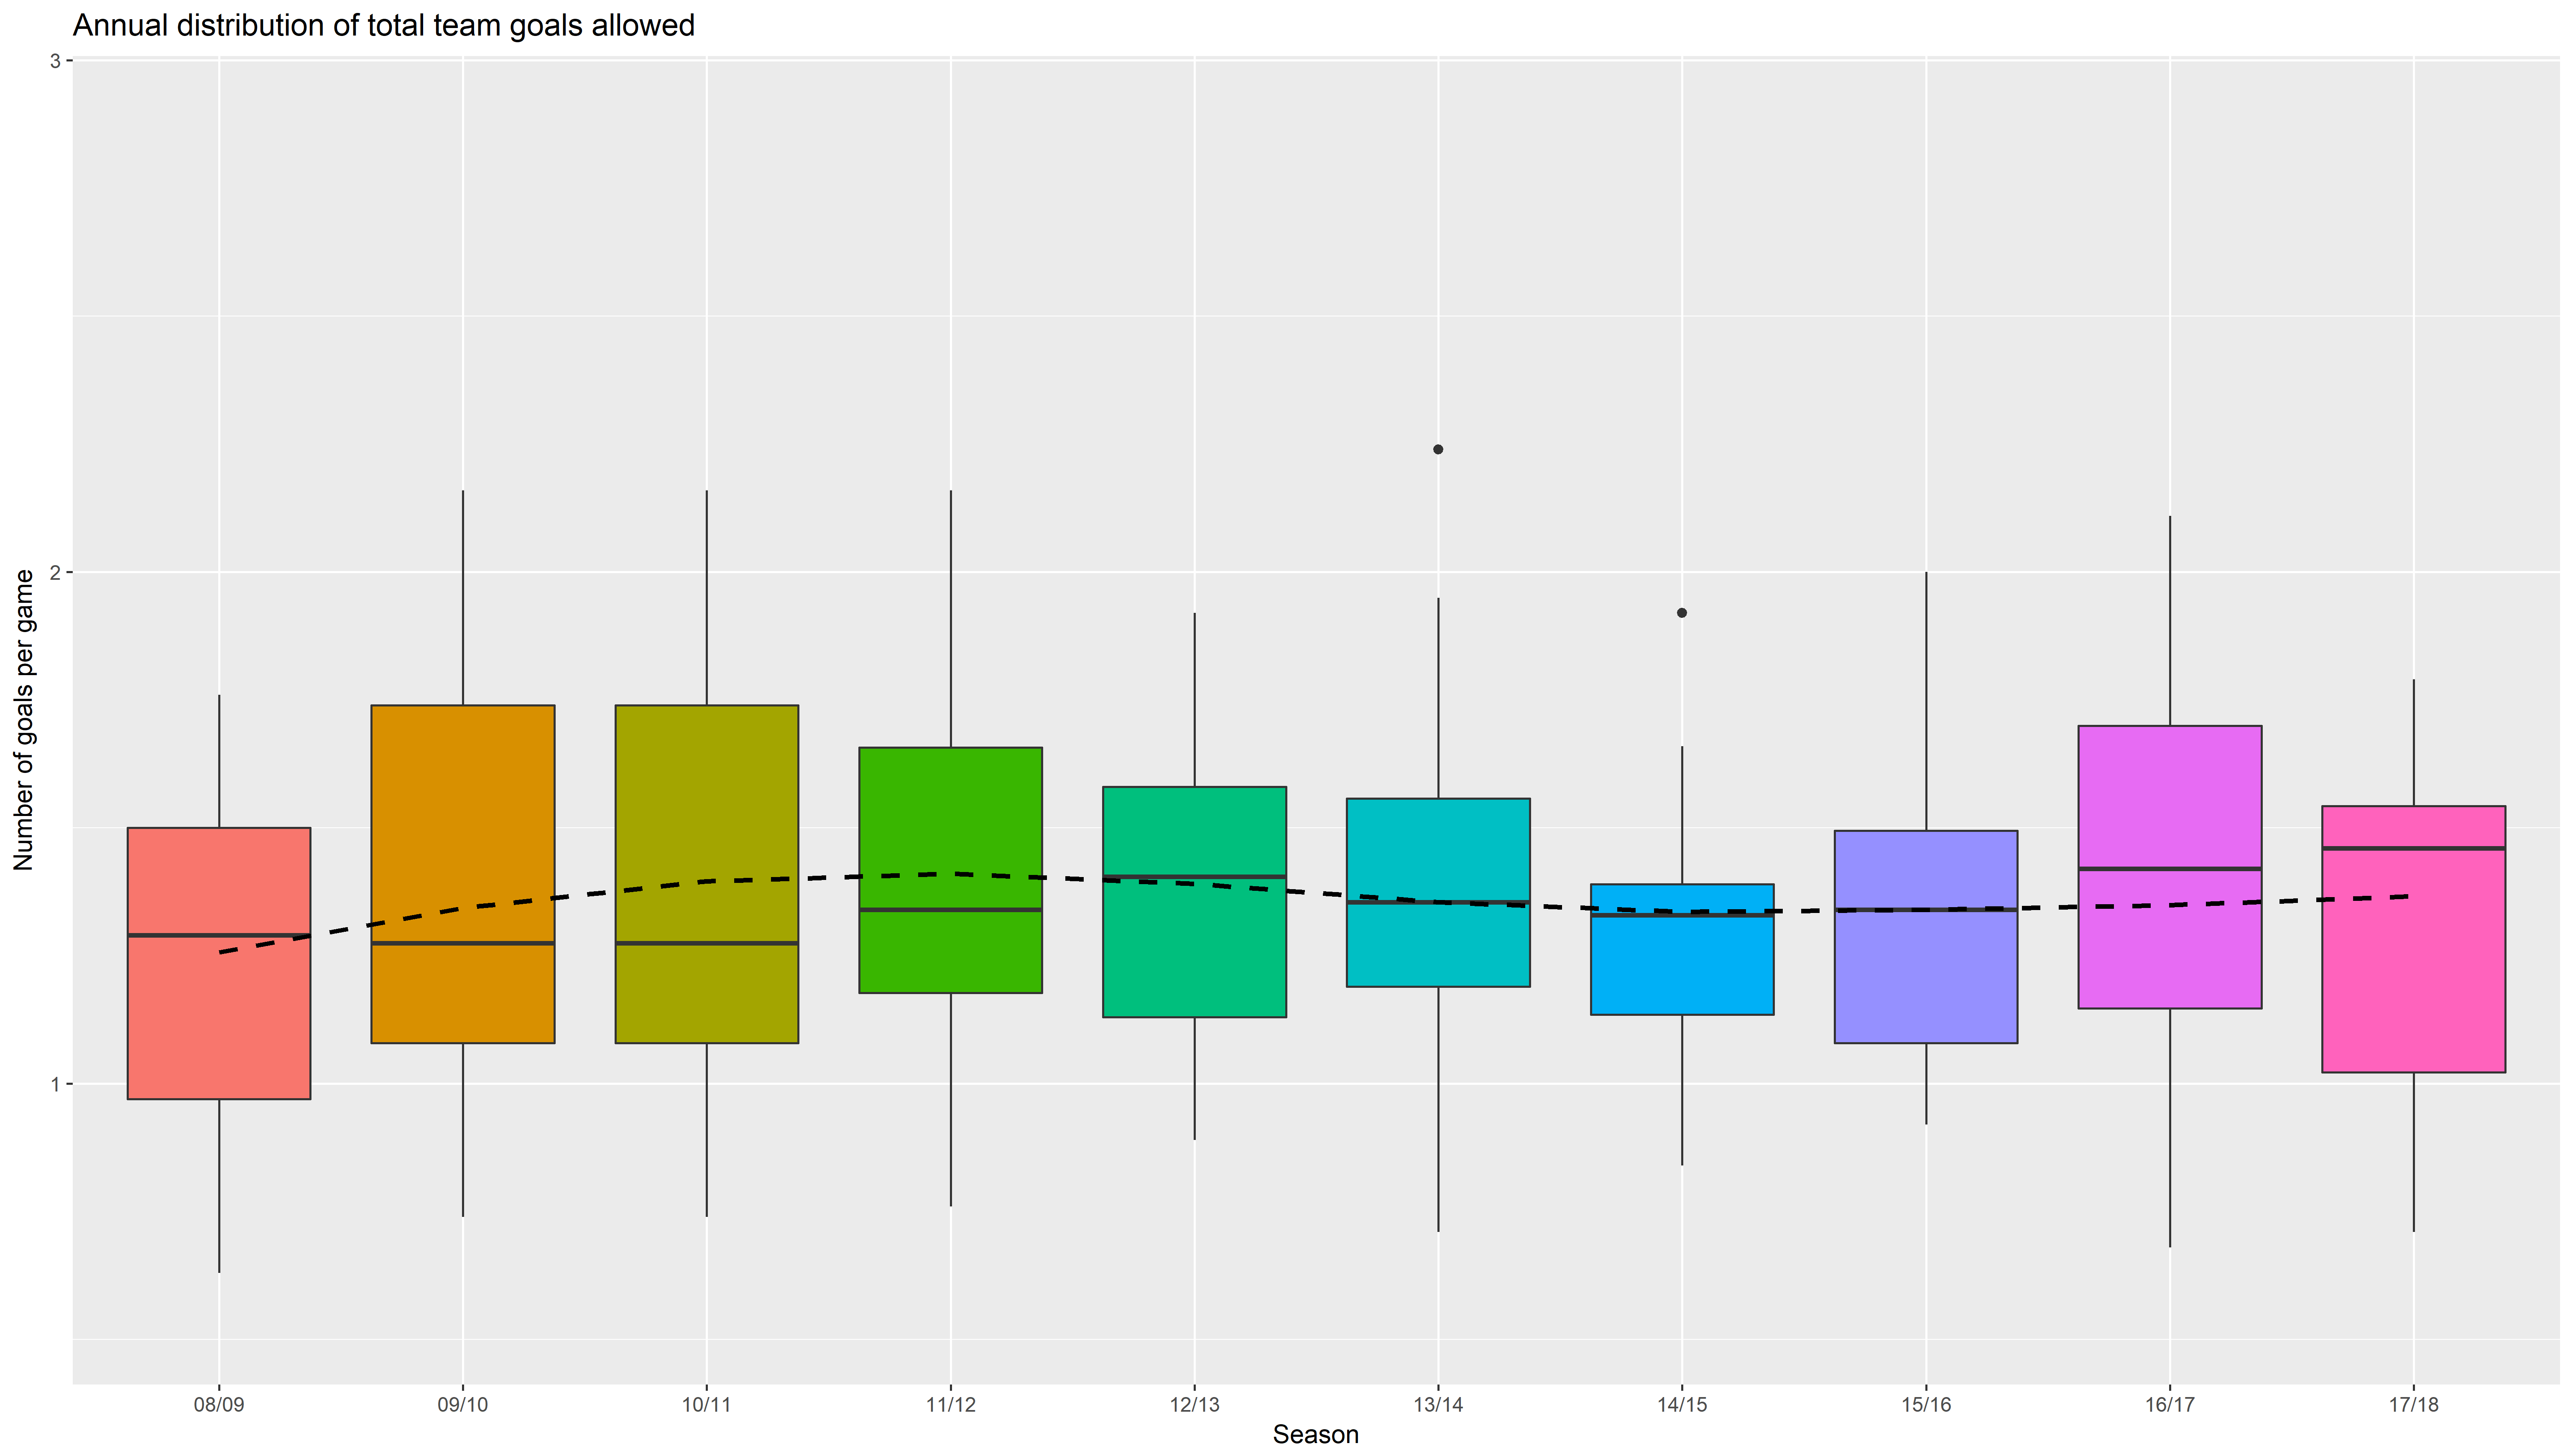 Annual distribution of total team goals allowed
Number of goals per game
3
2
1
08/09 09/10 10/11 11/12 12/13 13/14 14/15 15/16 16/17 17/18
Season